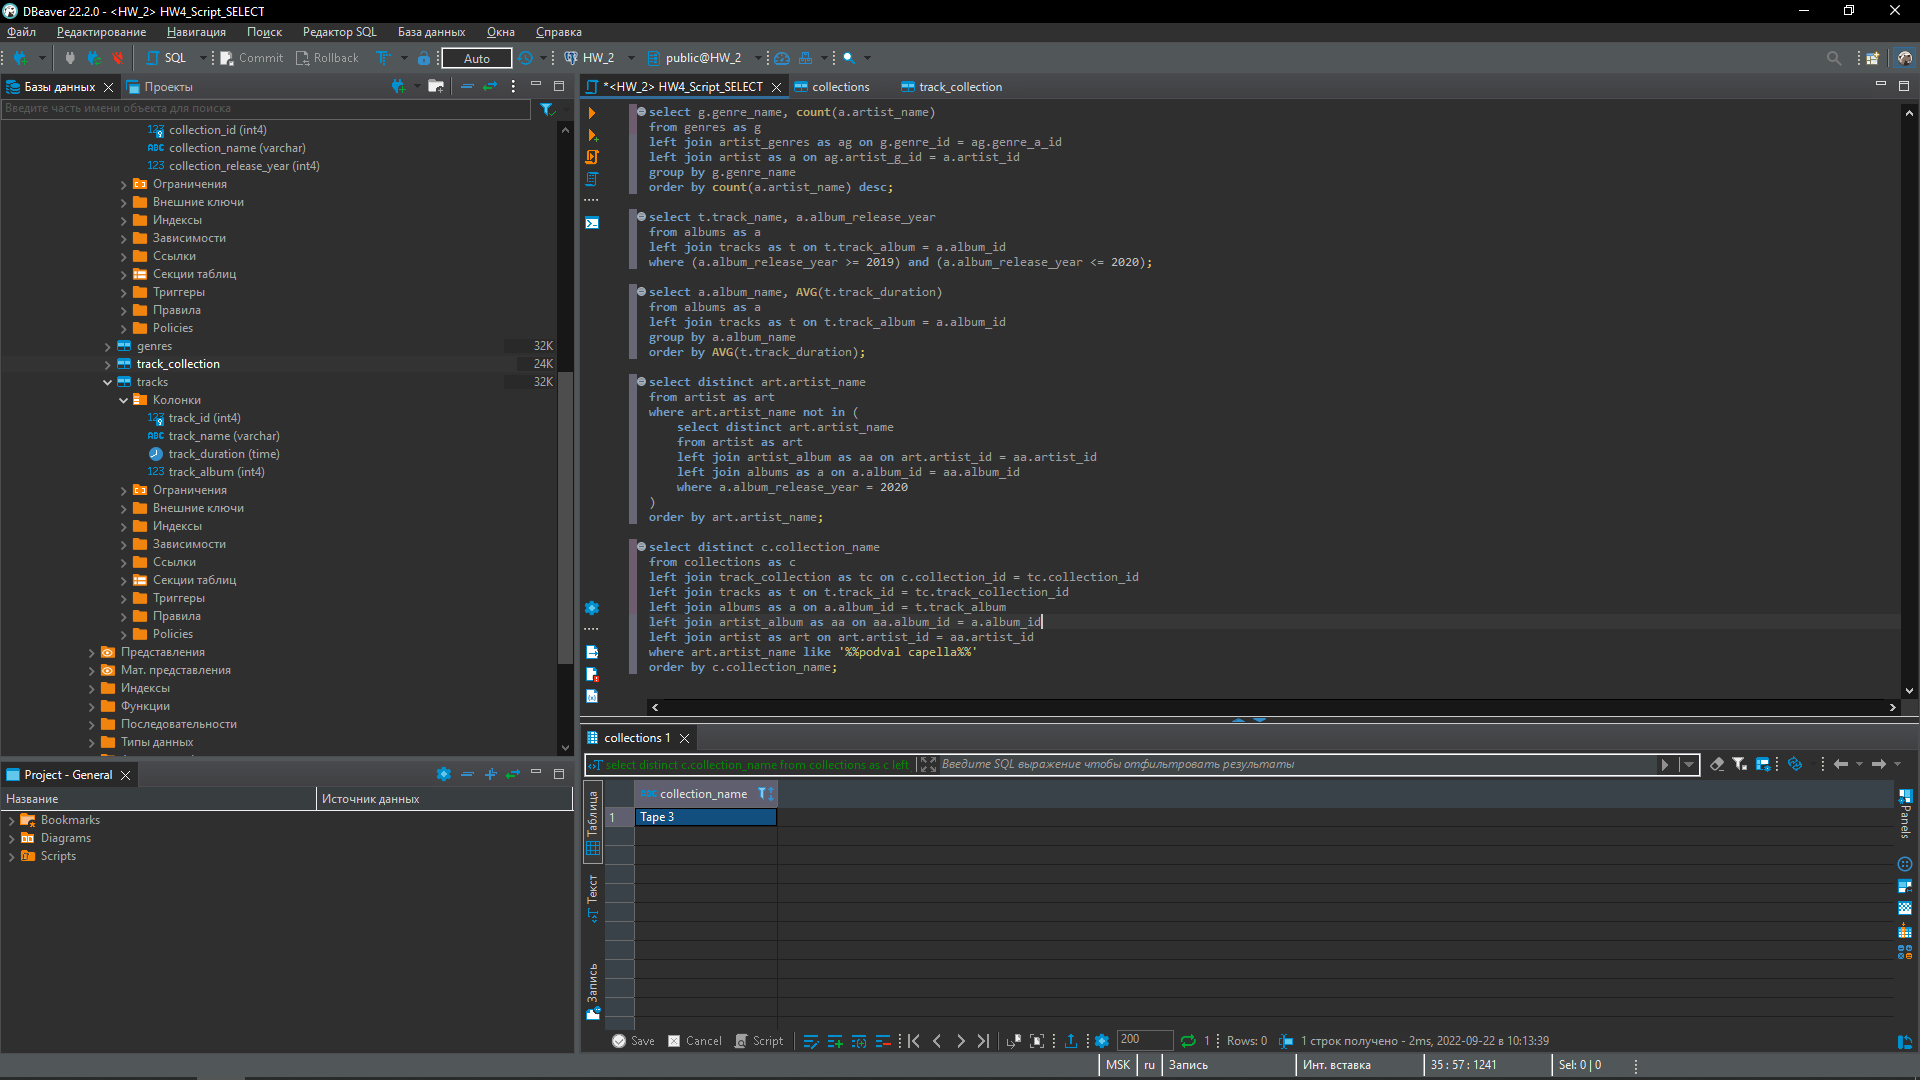 DBeaver 22.2.0 - <HW_2> HW4_Script_SELECT
Файл Редактирование Навигация Поиск Редактор SQL База данных Окна Справка
SQL Commit Rollback Auto HW_2 public@HW_2
Базы данных Проекты
Введите часть имени объекта для поиска
collection_id (int4)
collection_name (varchar)
collection_release_year (int4)
Ограничения
Внешние ключи
Индексы
Зависимости
Ссылки
Секции таблиц
Триггеры
Правила
Policies
genres 32K
track_collection 24K
tracks 32K
Колонки
track_id (int4)
track_name (varchar)
track_duration (time)
track_album (int4)
Ограничения
Внешние ключи
Индексы
Зависимости
Ссылки
Секции таблиц
Триггеры
Правила
Policies
Представления
Мат. представления
Индексы
Функции
Последовательности
Типы данных
Project - General
Название Источник данных
Bookmarks
Diagrams
Scripts
*<HW_2> HW4_Script_SELECT collections track_collection
select g.genre_name, count(a.artist_name)
from genres as g
left join artist_genres as ag on g.genre_id = ag.genre_a_id
left join artist as a on ag.artist_g_id = a.artist_id
group by g.genre_name
order by count(a.artist_name) desc;
select t.track_name, a.album_release_year
from albums as a
left join tracks as t on t.track_album = a.album_id
where (a.album_release_year >= 2019) and (a.album_release_year <= 2020);
select a.album_name, AVG(t.track_duration)
from albums as a
left join tracks as t on t.track_album = a.album_id
group by a.album_name
order by AVG(t.track_duration);
select distinct art.artist_name
from artist as art
where art.artist_name not in (
select distinct art.artist_name
from artist as art
left join artist_album as aa on art.artist_id = aa.artist_id
left join albums as a on a.album_id = aa.album_id
where a.album_release_year = 2020
)
order by art.artist_name;
select distinct c.collection_name
from collections as c
left join track_collection as tc on c.collection_id = tc.collection_id
left join tracks as t on t.track_id = tc.track_collection_id
left join albums as a on a.album_id = t.track_album
left join artist_album as aa on aa.album_id = a.album_id
left join artist as art on art.artist_id = aa.artist_id
where art.artist_name like '%%podval capella%%'
order by c.collection_name;
collections 1
select distinct c.collection_name from collections as c left Введите SQL выражение чтобы отфильтровать результаты
Таблица
Текст
Запись
Panels
collection_name
1 Tape 3
Save Cancel Script 200 1 Rows: 0 1 строк получено - 2ms, 2022-09-22 в 10:13:39
MSK ru Запись Инт. вставка 35 : 57 : 1241 Sel: 0 | 0